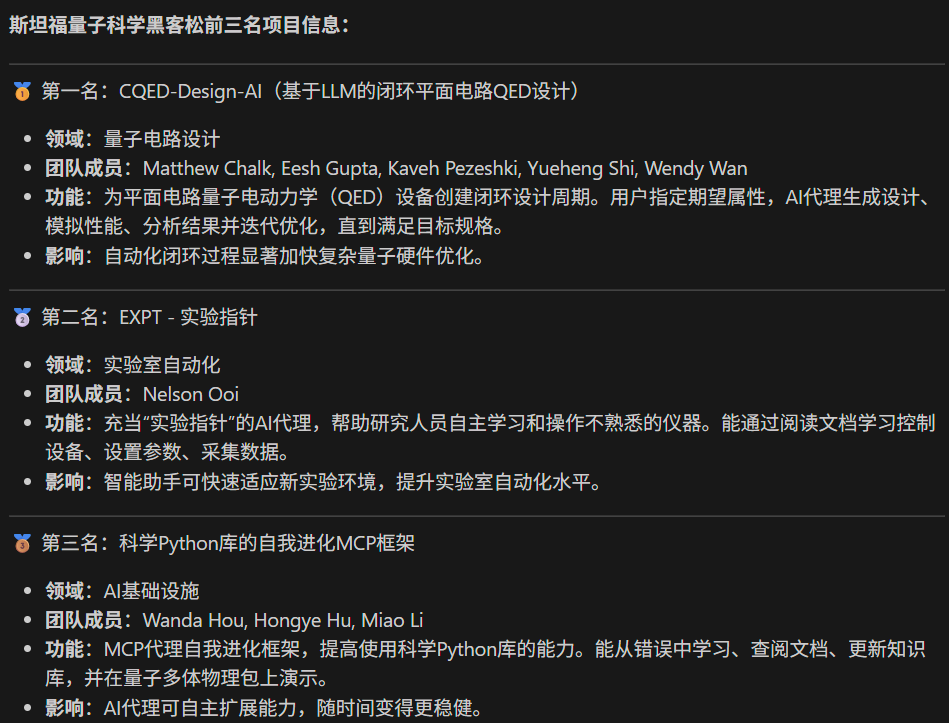 斯坦福量子科学黑客松前三名项目信息：
🥇 第一名：CQED-Design-AI（基于LLM的闭环平面电路QED设计）
• 领域：量子电路设计
• 团队成员：Matthew Chalk, Eesh Gupta, Kaveh Pezeshki, Yueheng Shi, Wendy Wan
• 功能：为平面电路量子电动力学（QED）设备创建闭环设计周期。用户指定期望属性，AI代理生成设计、
模拟性能、分析结果并迭代优化，直到满足目标规格。
• 影响：自动化闭环过程显著加快复杂量子硬件优化。
🥈 第二名：EXPT - 实验指针
• 领域：实验室自动化
• 团队成员：Nelson Ooi
• 功能：充当“实验指针”的AI代理，帮助研究人员自主学习和操作不熟悉的仪器。能通过阅读文档学习控制
设备、设置参数、采集数据。
• 影响：智能助手可快速适应新实验环境，提升实验室自动化水平。
🥉 第三名：科学Python库的自我进化MCP框架
• 领域：AI基础设施
• 团队成员：Wanda Hou, Hongye Hu, Miao Li
• 功能：MCP代理自我进化框架，提高使用科学Python库的能力。能从错误中学习、查阅文档、更新知识
库，并在量子多体物理包上演示。
• 影响：AI代理可自主扩展能力，随时间变得更稳健。